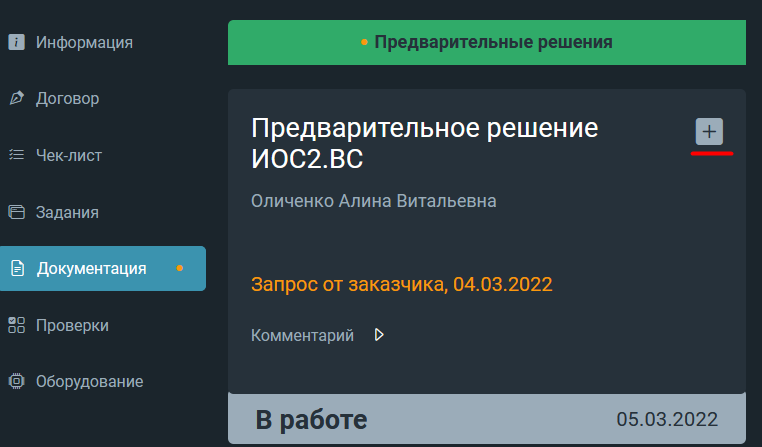 Информация
Договор
Чек-лист
Задания
Документация
Проверки
Оборудование
Предварительные решения
Предварительное решение
ИОС2.ВС
Оличенко Алина Витальевна
Запрос от заказчика, 04.03.2022
Комментарий
В работе 05.03.2022